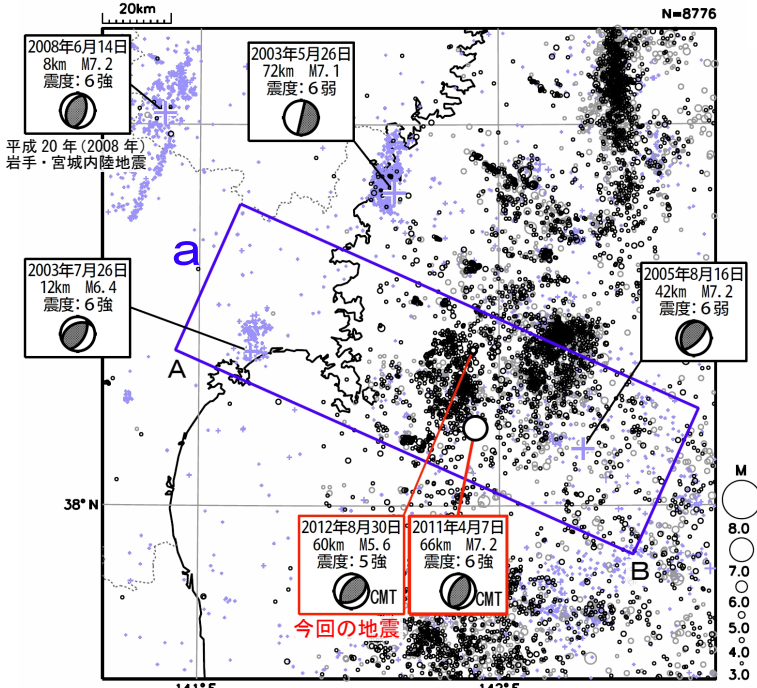 20km
N=8776
2008年6月14日
8km M7.2
震度:6強
平成 20 年(2008 年)
岩手・宮城内陸地震
2003年5月26日
72km M7.1
震度:6弱
a
2003年7月26日
12km M6.4
震度:6強
2005年8月16日
42km M7.2
震度:6弱
A
38°N
2012年8月30日
60km M5.6
震度:5強
CMT
今回の地震
2011年4月7日
66km M7.2
震度:6強
CMT
B
M
8.0
7.0
6.0
5.0
4.0
3.0